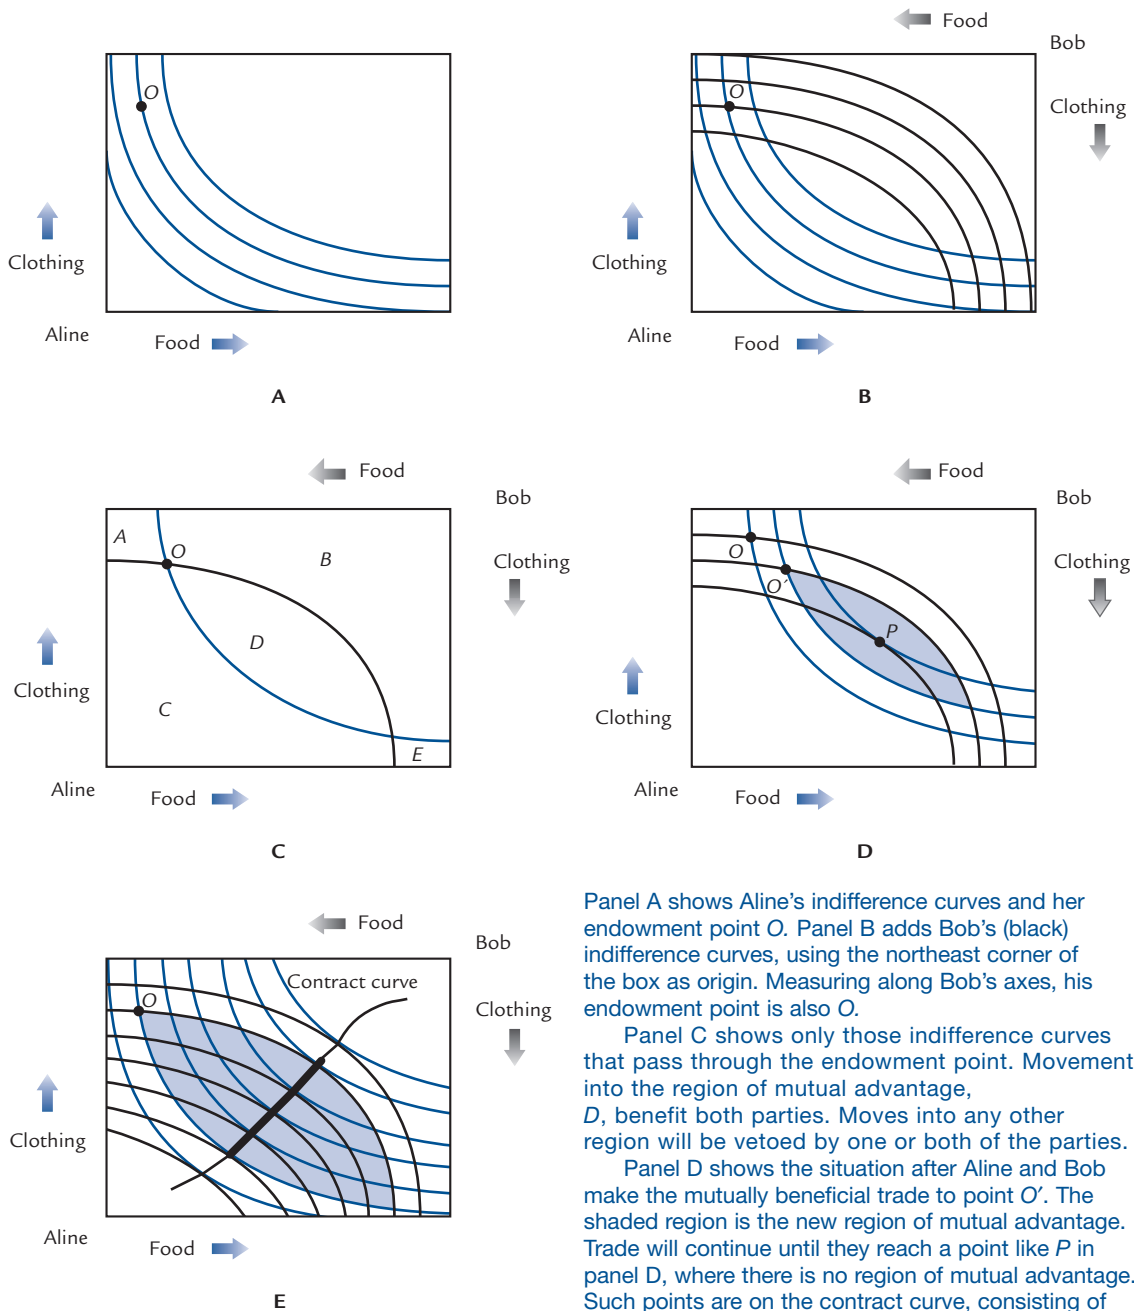 Food
Bob
O
O
Clothing
Clothing
Clothing
Aline
Food
Aline
Food
A
B
Food
Food
Bob
Bob
A
O
B
O
Clothing
Clothing
O′
D
P
Clothing
C
Clothing
E
Aline
Food
Aline
Food
C
D
Food
Bob
Contract curve
O
Clothing
Clothing
Aline
Food
E
Panel A shows Aline's indifference curves and her
endowment point O. Panel B adds Bob's (black)
indifference curves, using the northeast corner of
the box as origin. Measuring along Bob's axes, his
endowment point is also O.
Panel C shows only those indifference curves
that pass through the endowment point. Movement
into the region of mutual advantage,
D, benefit both parties. Moves into any other
region will be vetoed by one or both of the parties.
Panel D shows the situation after Aline and Bob
make the mutually beneficial trade to point O′. The
shaded region is the new region of mutual advantage.
Trade will continue until they reach a point like P in
panel D, where there is no region of mutual advantage.
Such points are on the contract curve, consisting of